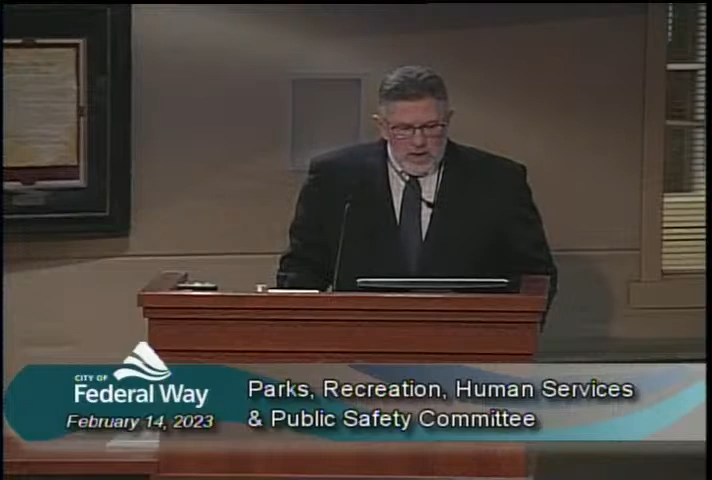 CITY OF
Federal Way
February 14, 2023
Parks, Recreation, Human Services
& Public Safety Committee